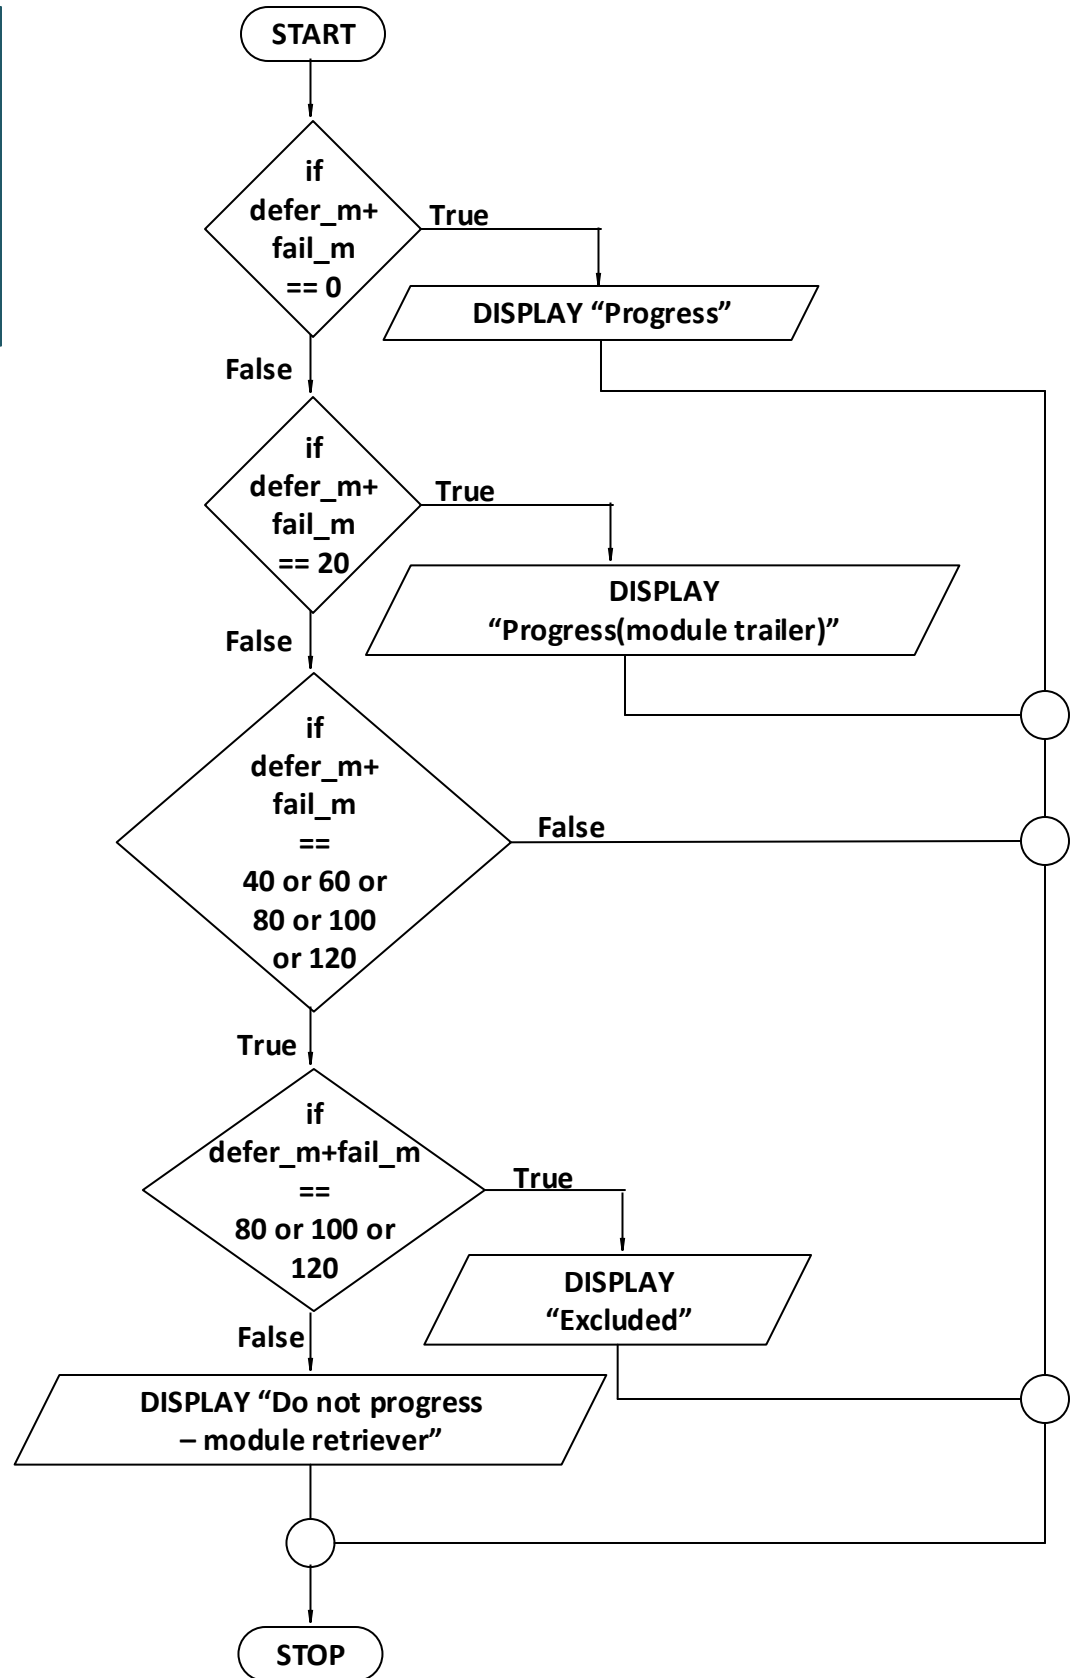 START
if
defer_m+
fail_m
== 0
True
DISPLAY “Progress”
False
if
defer_m+
fail_m
== 20
True
DISPLAY
“Progress(module trailer)”
False
if
defer_m+
fail_m
==
40 or 60 or
80 or 100
or 120
False
True
if
defer_m+fail_m
==
80 or 100 or
120
True
DISPLAY
“Excluded”
False
DISPLAY “Do not progress
– module retriever”
STOP